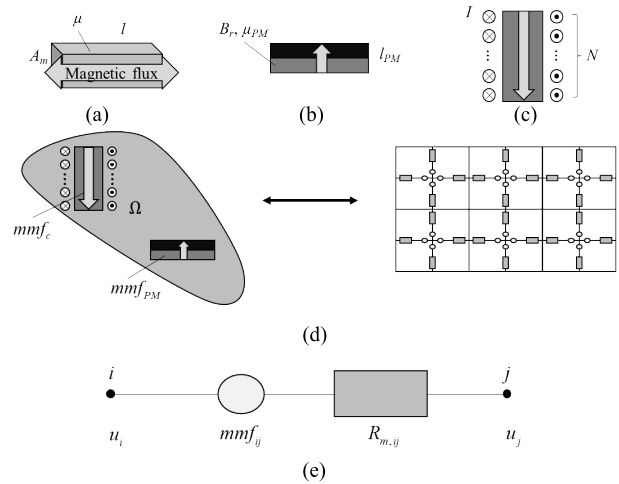 μ l
A_m Magnetic flux
(a)
B_r, μ_PM
l_PM
(b)
I
N
(c)
mmf_c
Ω
mmf_PM
(d)
i j
u_i mmf_ij R_m,ij u_j
(e)